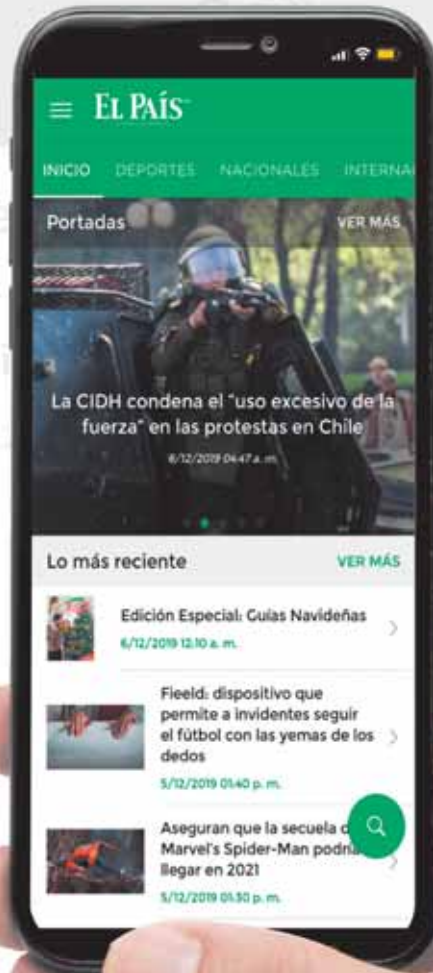 EL PAÍS
INICIO DEPORTES NACIONALES INTERNA
Portadas VER MÁS
La CIDH condena el "uso excesivo de la
fuerza" en las protestas en Chile
6/12/2019 04:47 a. m.
Lo más reciente VER MÁS
Edición Especial: Guías Navideñas
6/12/2019 12:10 a. m.
Fieeld: dispositivo que
permite a invidentes seguir
el fútbol con las yemas de los
dedos
5/12/2019 01:40 p. m.
Aseguran que la secuela d
Marvel's Spider-Man podría
llegar en 2021
5/12/2019 01:30 p. m.